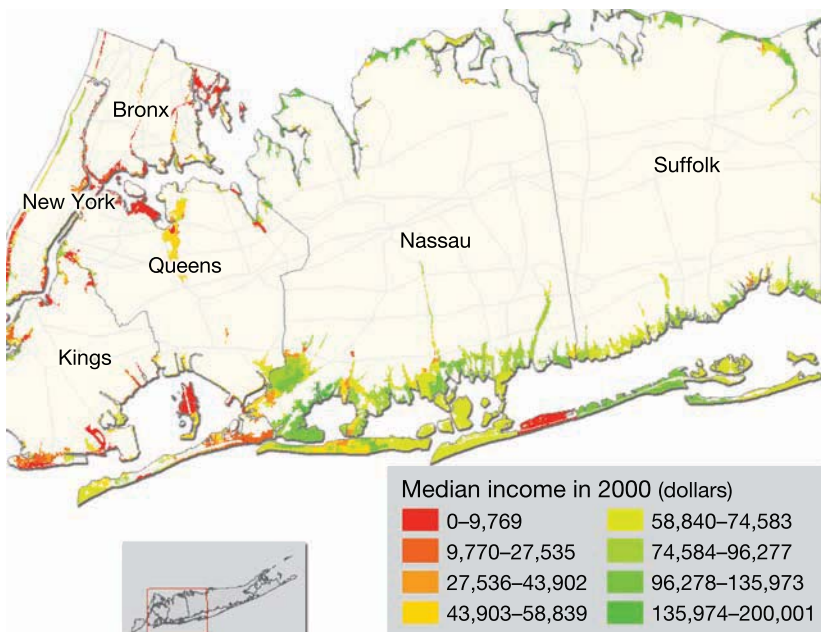 Bronx
Suffolk
New York
Nassau
Queens
Kings
Median income in 2000 (dollars)
0–9,769
58,840–74,583
9,770–27,535
74,584–96,277
27,536–43,902
96,278–135,973
43,903–58,839
135,974–200,001